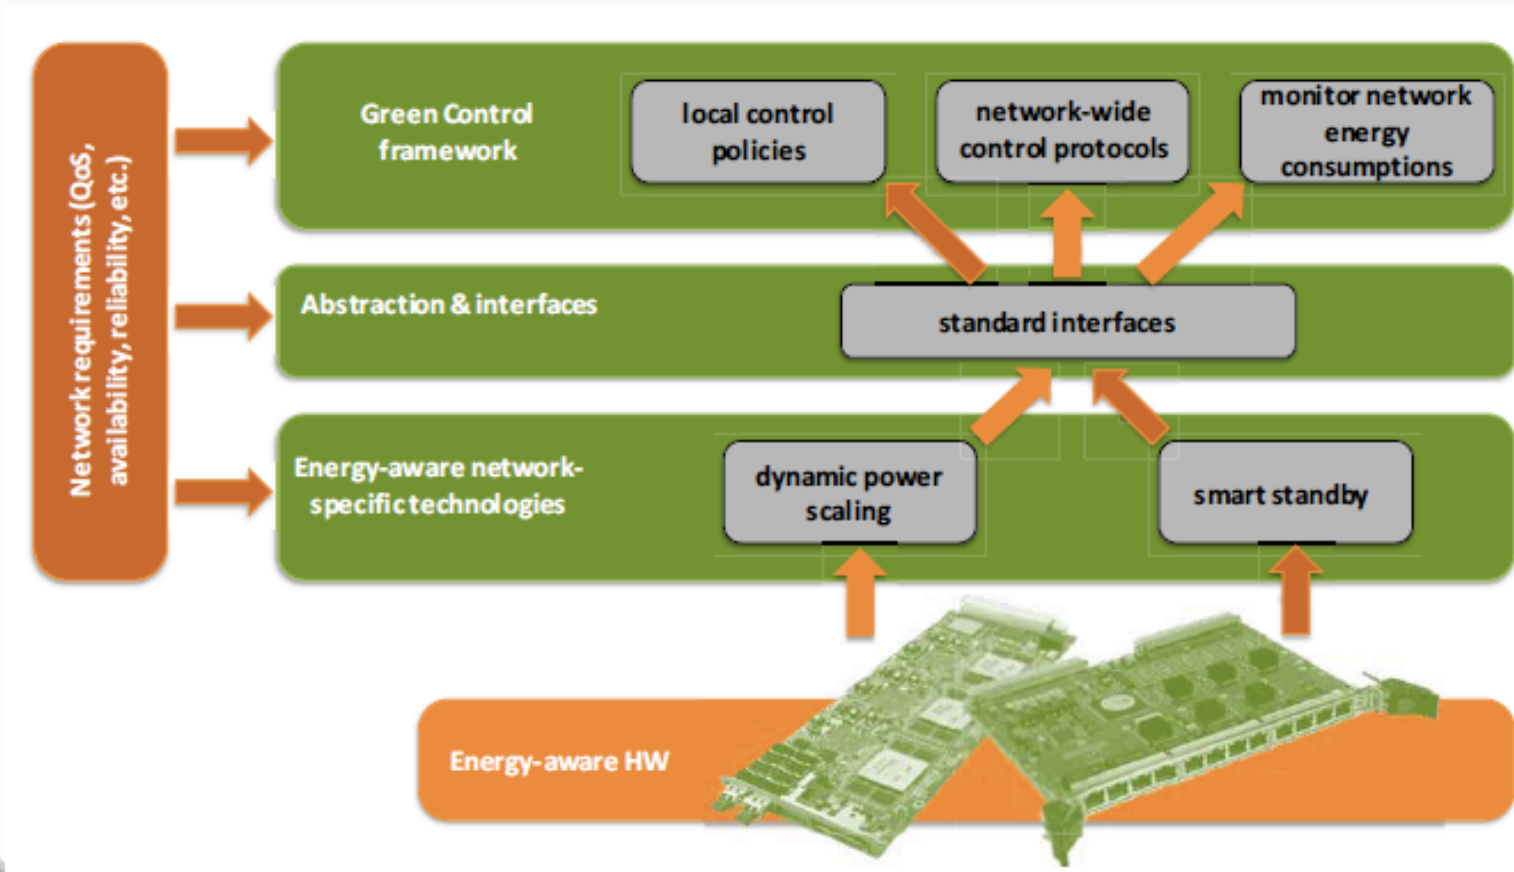 Network requirements (QoS,
availability, reliability, etc.)
Green Control
framework
local control
policies
network-wide
control protocols
monitor network
energy
consumptions
Abstraction & interfaces
standard interfaces
Energy-aware network-
specific technologies
dynamic power
scaling
smart standby
Energy-aware HW